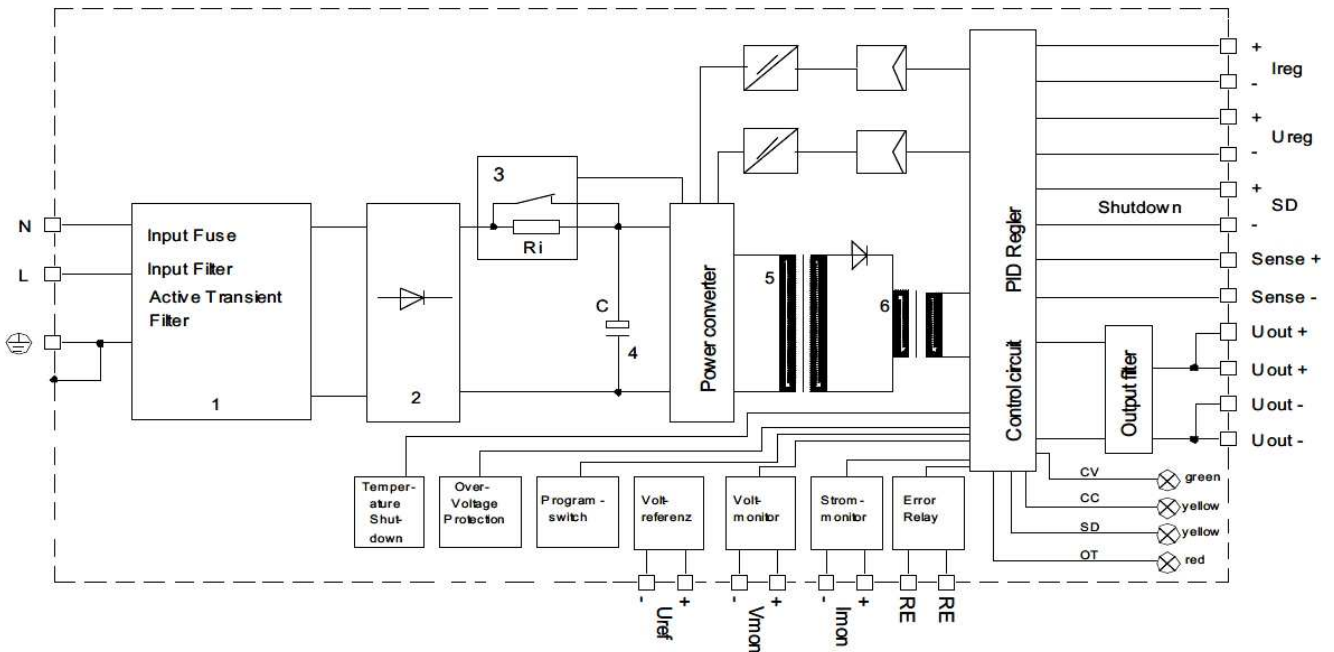 +
Ireg
-
+
Ureg
-
+
Shutdown
SD
-
Sense +
Sense -
Uout +
Uout +
Uout -
Uout -
N
L
Input Fuse
Input Filter
Active Transient
Filter
1
2
3
Ri
C
4
Power converter
5
6
PID Regler
Control circuit
Output filter
CV
green
CC
yellow
SD
yellow
OT
red
Temper-
ature
Shut-
down
Over-
Voltage
Protection
Program -
switch
Volt-
referenz
Volt-
monitor
Strom-
monitor
Error
Relay
- +
Uref
- +
Vmon
- +
Imon
RE
RE